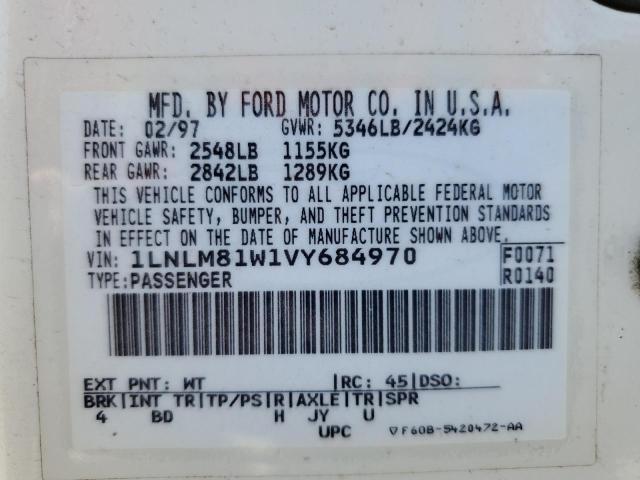 MFD. BY FORD MOTOR CO. IN U.S.A.
DATE: 02/97 GVWR: 5346LB/2424KG
FRONT GAWR: 2548LB 1155KG
REAR GAWR: 2842LB 1289KG
THIS VEHICLE CONFORMS TO ALL APPLICABLE FEDERAL MOTOR
VEHICLE SAFETY, BUMPER, AND THEFT PREVENTION STANDARDS
IN EFFECT ON THE DATE OF MANUFACTURE SHOWN ABOVE.
VIN: 1LNLM81W1VY684970 F0071
TYPE: PASSENGER R0140
EXT PNT: WT |RC: 45|DSO:
BRK|INT TR|TP/PS|R|AXLE|TR|SPR
4 BD H JY U
UPC ▽F60B-5420472-AA